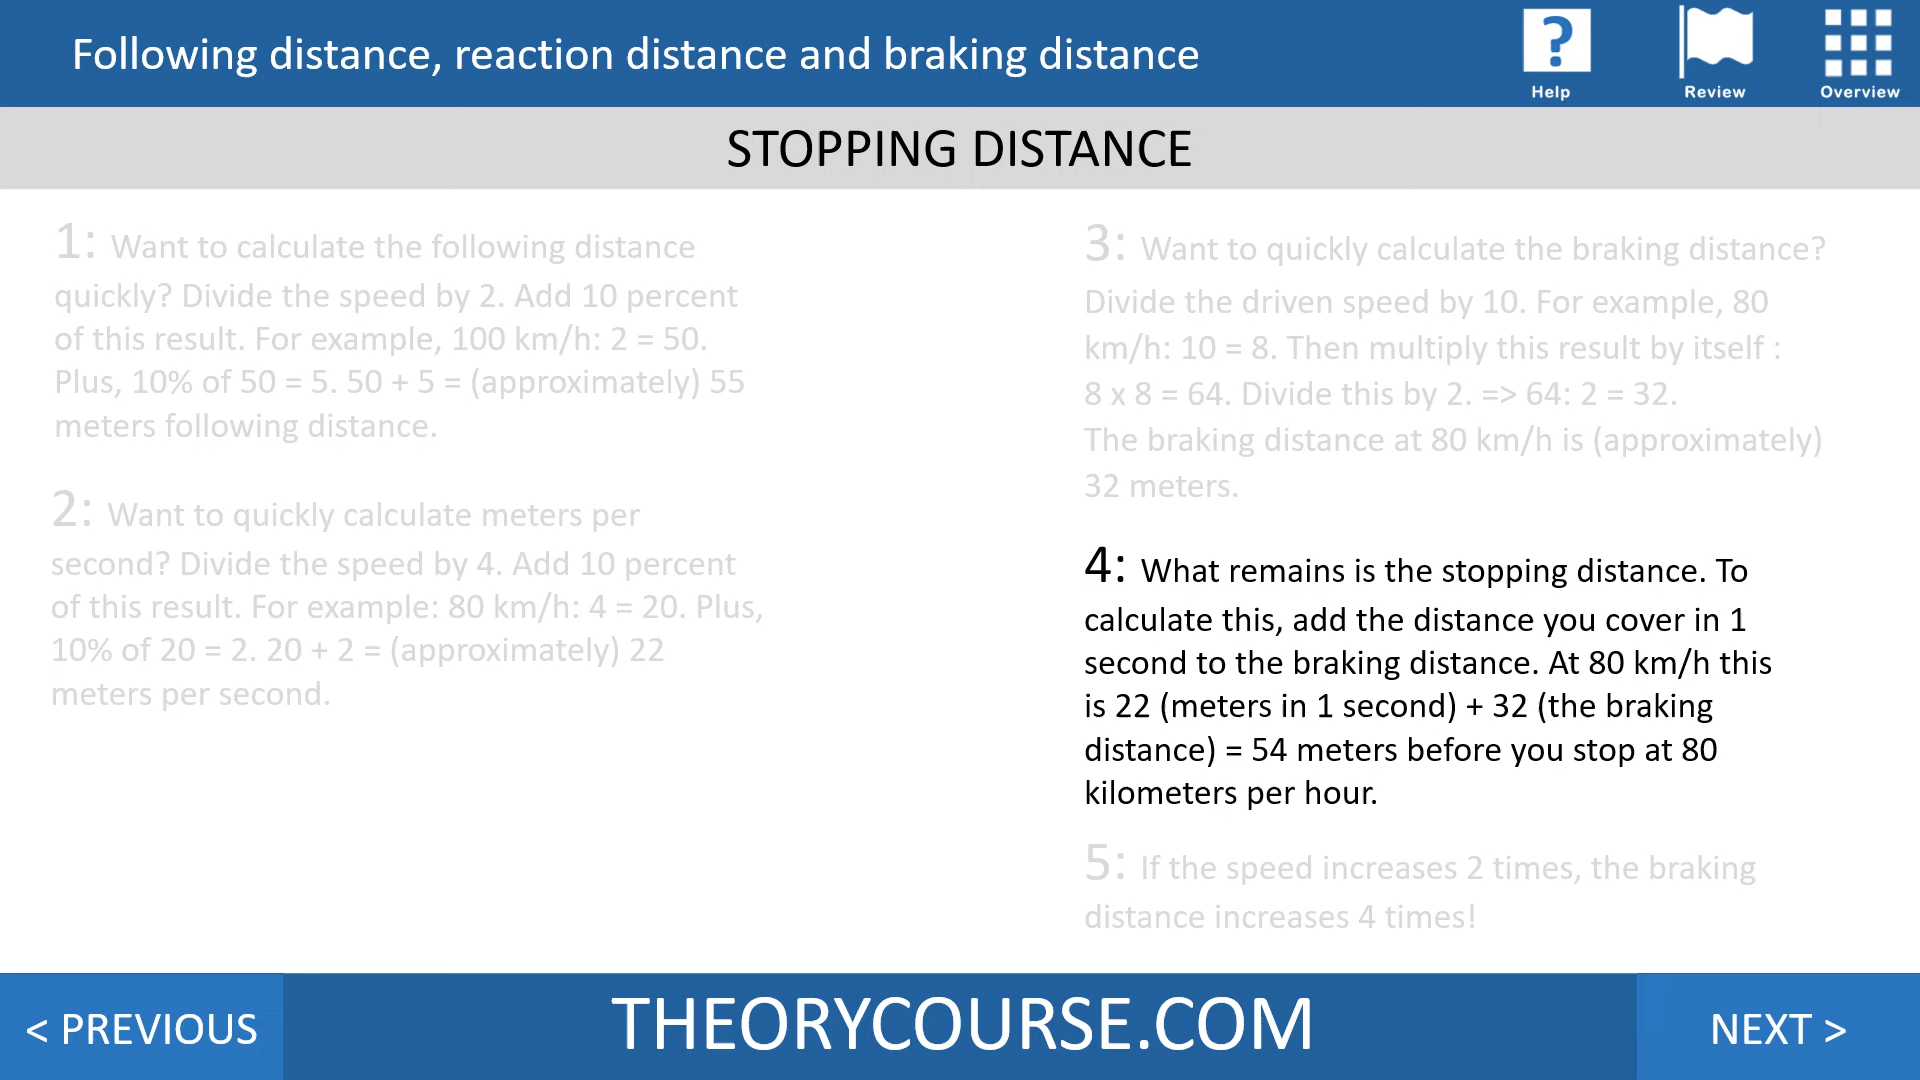 Following distance, reaction distance and braking distance
Help
Review
Overview
STOPPING DISTANCE
1: Want to calculate the following distance
quickly? Divide the speed by 2. Add 10 percent
of this result. For example, 100 km/h: 2 = 50.
Plus, 10% of 50 = 5. 50 + 5 = (approximately) 55
meters following distance.
2: Want to quickly calculate meters per
second? Divide the speed by 4. Add 10 percent
of this result. For example: 80 km/h: 4 = 20. Plus,
10% of 20 = 2. 20 + 2 = (approximately) 22
meters per second.
3: Want to quickly calculate the braking distance?
Divide the driven speed by 10. For example, 80
km/h: 10 = 8. Then multiply this result by itself :
8 x 8 = 64. Divide this by 2. => 64: 2 = 32.
The braking distance at 80 km/h is (approximately)
32 meters.
4: What remains is the stopping distance. To
calculate this, add the distance you cover in 1
second to the braking distance. At 80 km/h this
is 22 (meters in 1 second) + 32 (the braking
distance) = 54 meters before you stop at 80
kilometers per hour.
5: If the speed increases 2 times, the braking
distance increases 4 times!
< PREVIOUS
THEORYCOURSE.COM
NEXT >